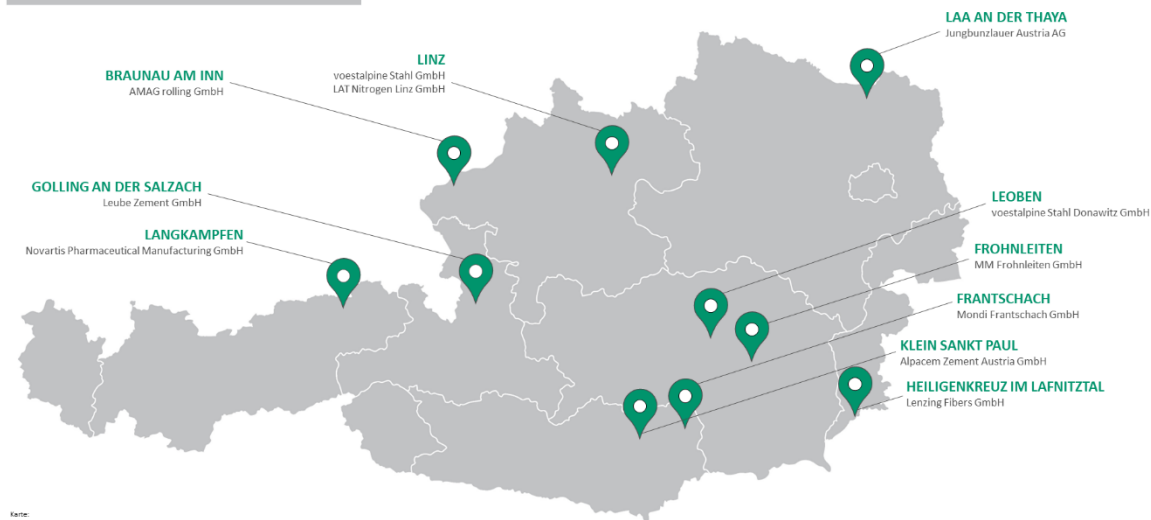 LAA AN DER THAYA
Jungbunzlauer Austria AG
LINZ
voestalpine Stahl GmbH
LAT Nitrogen Linz GmbH
BRAUNAU AM INN
AMAG rolling GmbH
GOLLING AN DER SALZACH
Leube Zement GmbH
LANGKAMPFEN
Novartis Pharmaceutical Manufacturing GmbH
LEOBEN
voestalpine Stahl Donawitz GmbH
FROHNLEITEN
MM Frohnleiten GmbH
FRANTSCHACH
Mondi Frantschach GmbH
KLEIN SANKT PAUL
Alpacem Zement Austria GmbH
HEILIGENKREUZ IM LAFNITZTAL
Lenzing Fibers GmbH
Karte: